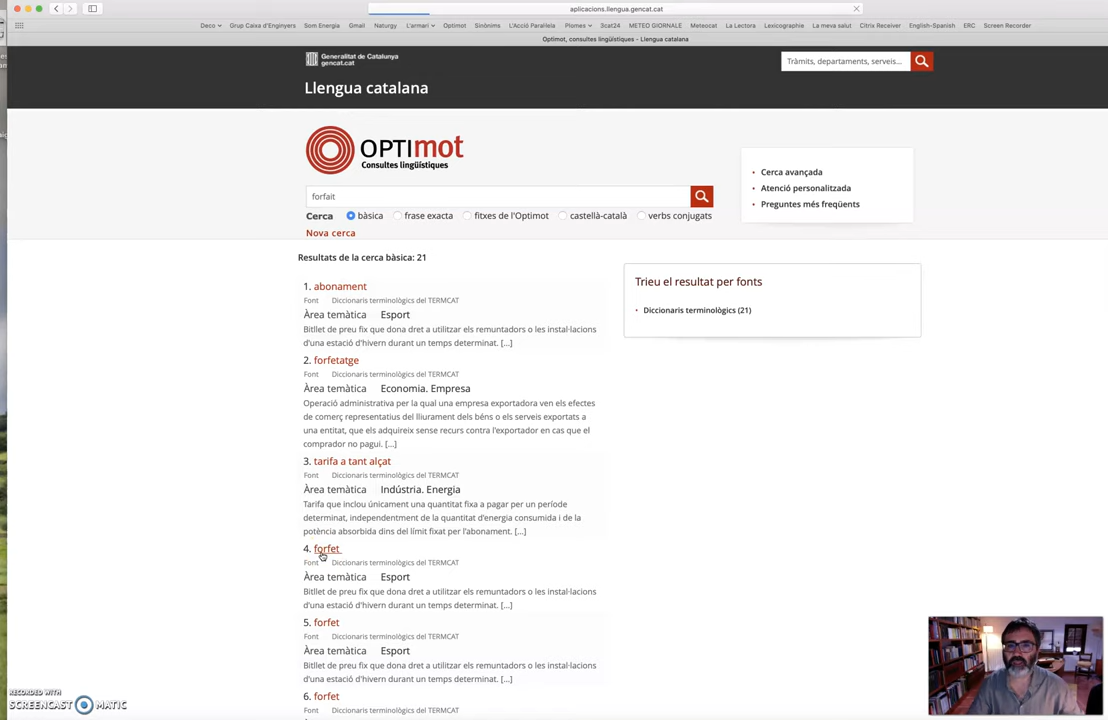 aplicacions.llengua.gencat.cat
Deco Grup Caixa d'Enginyers Som Energia Gmail Naturgy L'armari Optimot Sinònims L'Acció Paral·lela Plomes Scat24 METEO GIORNALE Meteocat La Lectora Lexicographie La meva salut Citrix Receiver English-Spanish ERC Screen Recorder
Optimot, consultes lingüístiques - Llengua catalana
Generalitat de Catalunya
gencat.cat
Tràmits, departaments, serveis...
Llengua catalana
OPTIMOT
Consultes lingüístiques
forfait
Cerca bàsica frase exacta fitxes de l'Optimot castellà-català verbs conjugats
Nova cerca
• Cerca avançada
• Atenció personalitzada
• Preguntes més freqüents
Resultats de la cerca bàsica: 21
1. abonament
Font Diccionaris terminològics del TERMCAT
Àrea temàtica Esport
Bitllet de preu fix que dona dret a utilitzar els remuntadors o les instal·lacions
d'una estació d'hivern durant un temps determinat. [...]
2. forfetatge
Font Diccionaris terminològics del TERMCAT
Àrea temàtica Economia. Empresa
Operació administrativa per la qual una empresa exportadora ven els efectes
de comerç representatius del lliurament dels béns o els serveis exportats a
una entitat, que els adquireix sense recurs contra l'exportador en cas que el
comprador no pagui. [...]
3. tarifa a tant alçat
Font Diccionaris terminològics del TERMCAT
Àrea temàtica Indústria. Energia
Tarifa que inclou únicament una quantitat fixa a pagar per un període
determinat, independentment de la quantitat d'energia consumida i de la
potència absorbida dins del límit fixat per l'abonament. [...]
4. forfet
Font Diccionaris terminològics del TERMCAT
Àrea temàtica Esport
Bitllet de preu fix que dona dret a utilitzar els remuntadors o les instal·lacions
d'una estació d'hivern durant un temps determinat. [...]
5. forfet
Font Diccionaris terminològics del TERMCAT
Àrea temàtica Esport
Bitllet de preu fix que dona dret a utilitzar els remuntadors o les instal·lacions
d'una estació d'hivern durant un temps determinat. [...]
6. forfet
Font Diccionaris terminològics del TERMCAT
Trieu el resultat per fonts
• Diccionaris terminològics (21)
RECORDED WITH
SCREENCAST MATIC